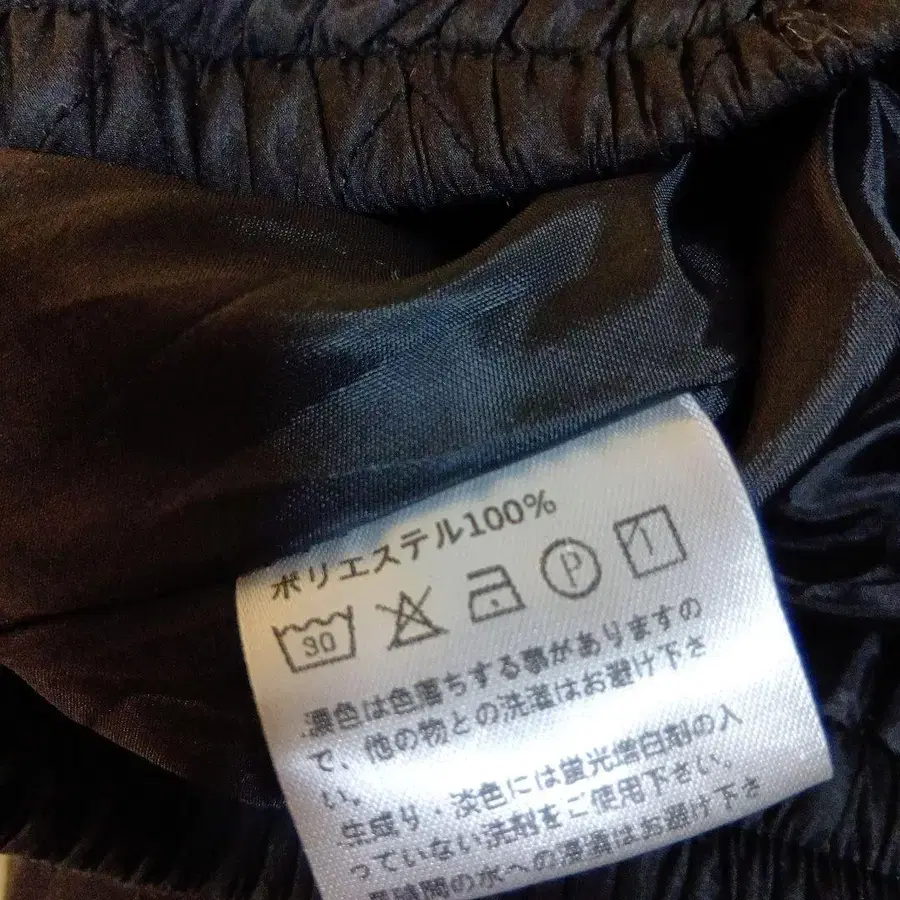 ポリエステル100%
30 P
濃色は色落ちする事がありますの
で、他の物との洗濯はお避け下さ
い。
生成り・淡色には蛍光増白剤の入
っていない洗剤をご使用下さい。
長時間の水への浸漬はお避け下さ